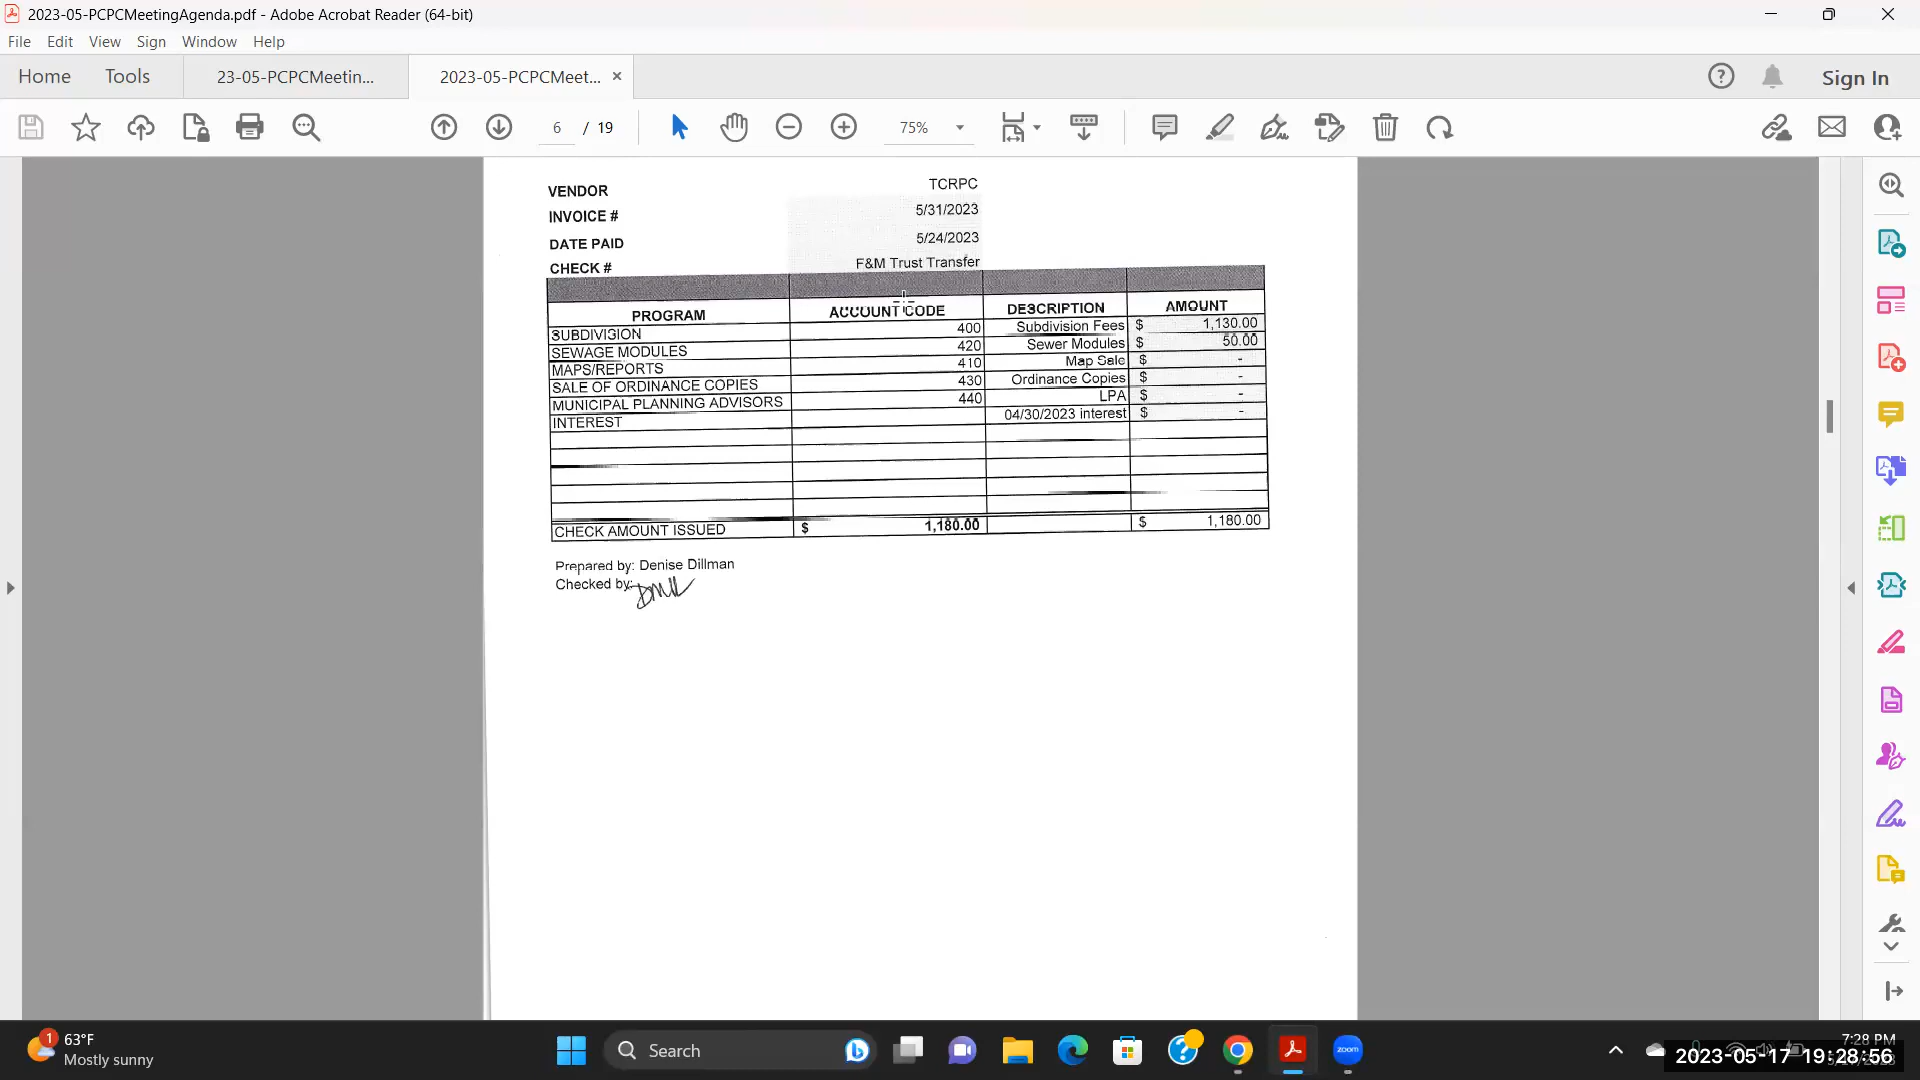 2023-05-PCPCMeetingAgenda.pdf - Adobe Acrobat Reader (64-bit)
File Edit View Sign Window Help
Home Tools 23-05-PCPCMeetin... 2023-05-PCPCMeet... × Sign In
6 / 19 75%
VENDOR TCRPC
INVOICE # 5/31/2023
DATE PAID 5/24/2023
CHECK # F&M Trust Transfer
PROGRAM ACCOUNT CODE DESCRIPTION AMOUNT
SUBDIVISION 400 Subdivision Fees $ 1,130.00
SEWAGE MODULES 420 Sewer Modules $ 50.00
MAPS/REPORTS 410 Map Sale $ -
SALE OF ORDINANCE COPIES 430 Ordinance Copies $ -
MUNICIPAL PLANNING ADVISORS 440 LPA $ -
INTEREST 04/30/2023 interest $ -
CHECK AMOUNT ISSUED $ 1,180.00 $ 1,180.00
Prepared by: Denise Dillman
Checked by:
1 63°F
Mostly sunny
Search
zoom
7:28 PM
2023-05-17 19:28:56